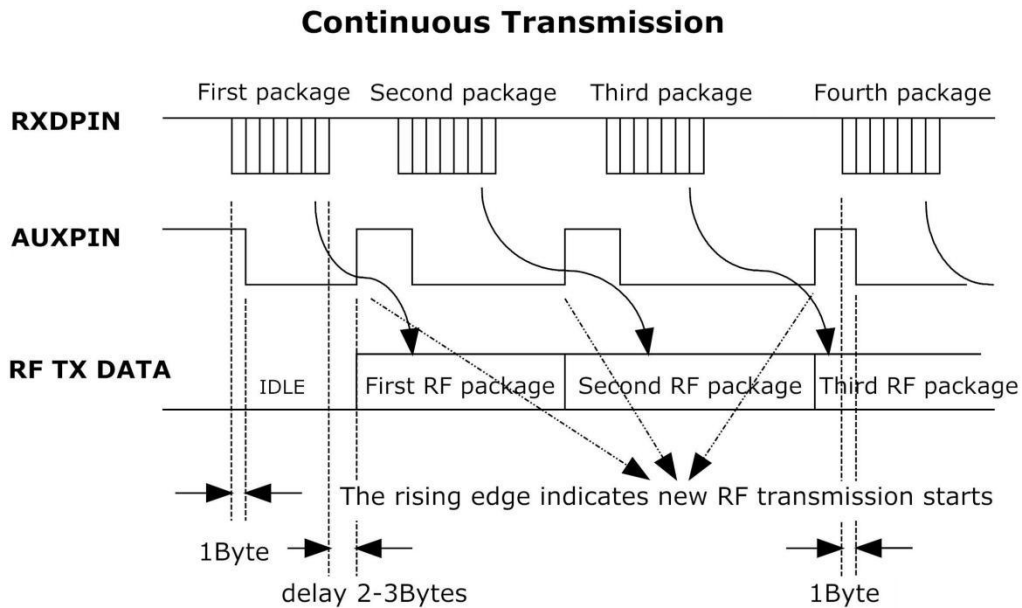 Continuous Transmission
First package Second package Third package Fourth package
RXDPIN
AUXPIN
RF TX DATA
IDLE First RF package Second RF package Third RF package
The rising edge indicates new RF transmission starts
1Byte
delay 2-3Bytes
1Byte